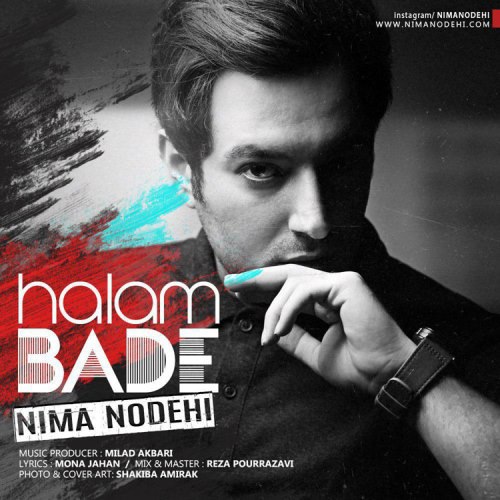 instagram/ NIMANODEHI
WWW.NIMANODEHI.COM
halam
BADE
NIMA NODEHI
MUSIC PRODUCER : MILAD AKBARI
LYRICS : MONA JAHAN / MIX & MASTER : REZA POURRAZAVI
PHOTO & COVER ART: SHAKIBA AMIRAK